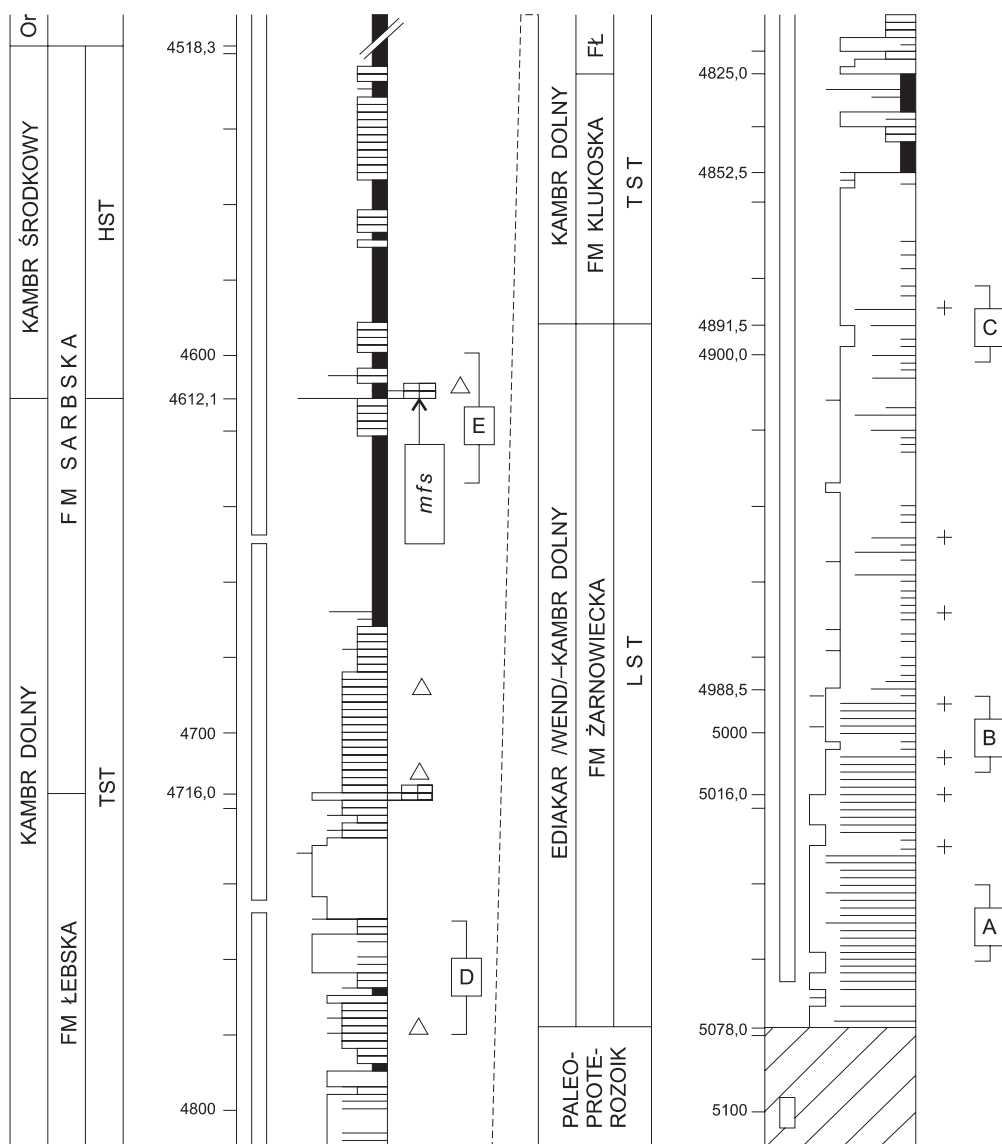 Or
KAMBR ŚRODKOWY
KAMBR DOLNY
FM SARBSKA
FM ŁEBSKA
HST
TST
4518,3
4600
4612,1
4700
4716,0
4800
mfs
E
D
KAMBR DOLNY
EDIAKAR /WEND/–KAMBR DOLNY
PALEO-
PROTE-
ROZOIK
FŁ
FM KLUKOSKA
FM ŻARNOWIECKA
TST
LST
4825,0
4852,5
4891,5
4900,0
4988,5
5000
5016,0
5078,0
5100
C
B
A